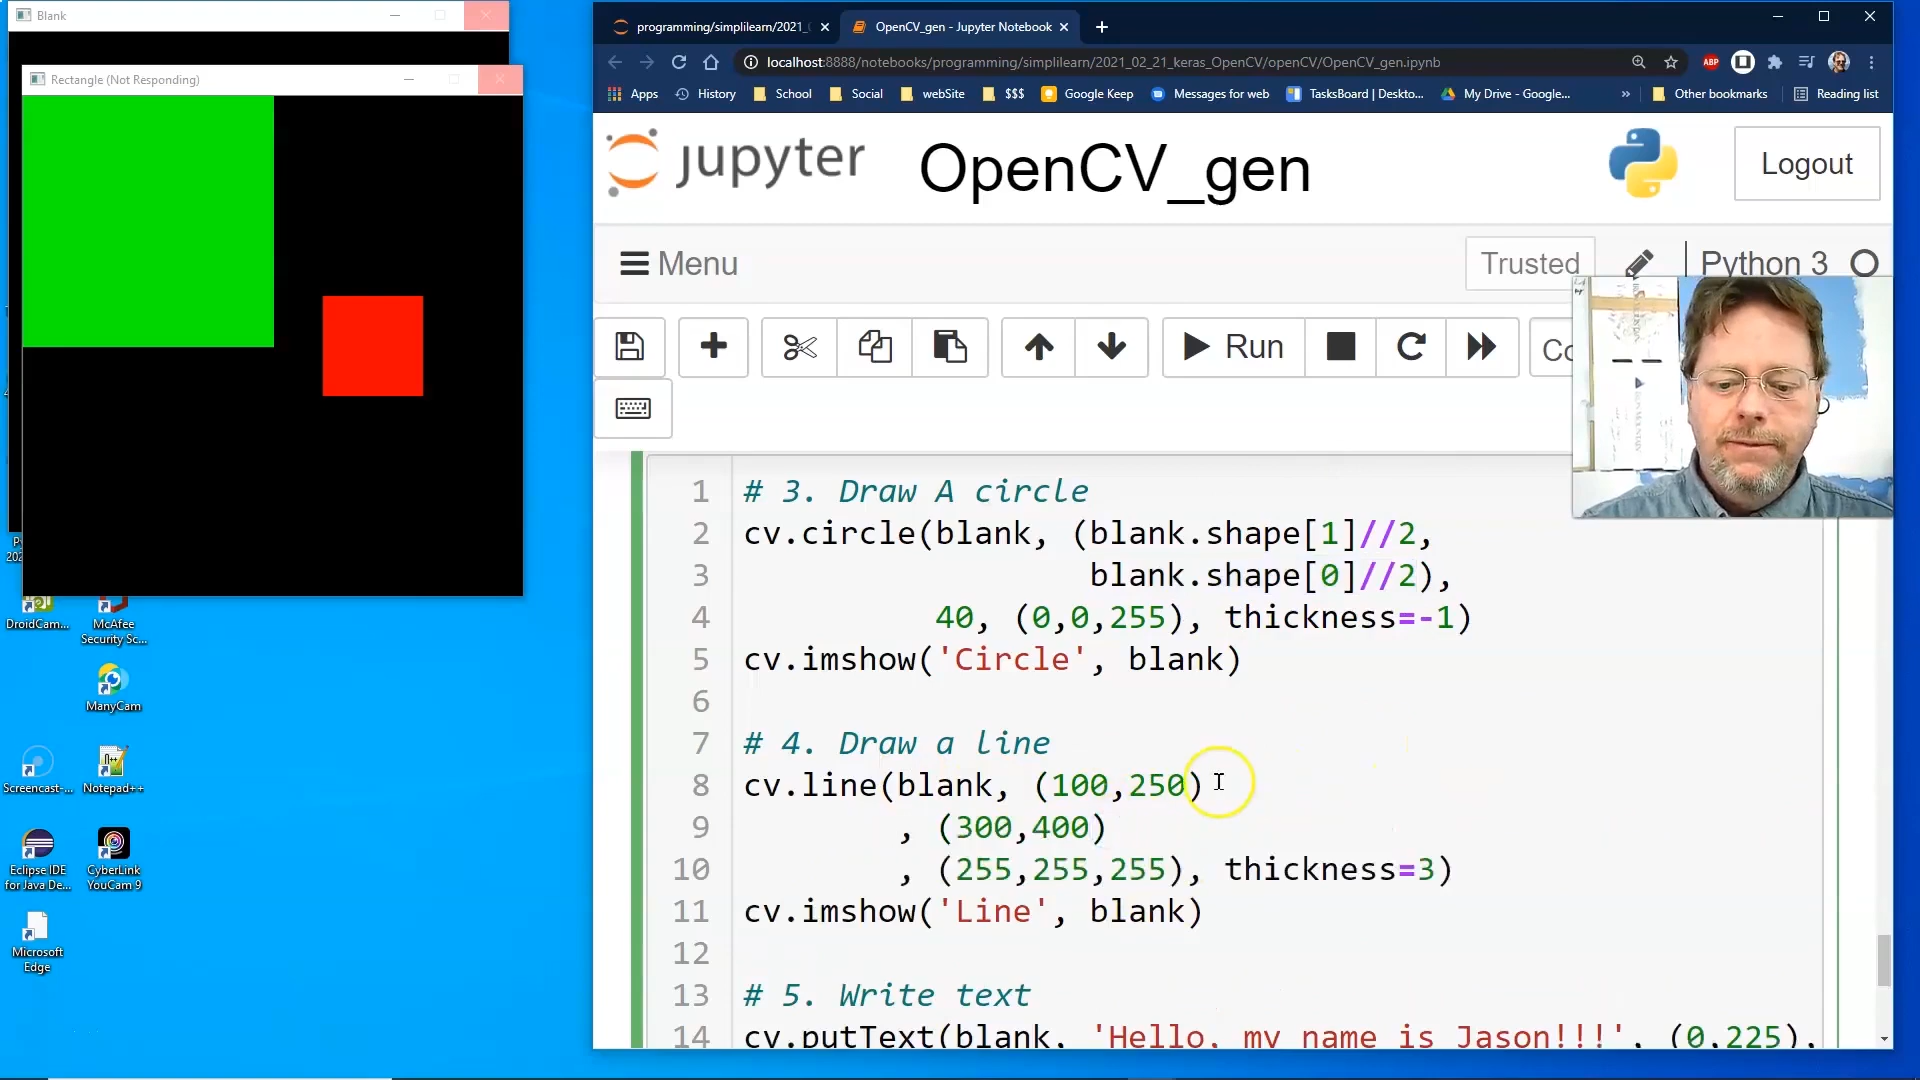 Blank
Rectangle (Not Responding)
DroidCam...
McAfee
Security Sc...
ManyCam
Screencast-...
Notepad++
Eclipse IDE
for Java De...
CyberLink
YouCam 9
Microsoft
Edge
programming/simplilearn/2021_
OpenCV_gen - Jupyter Notebook
localhost:8888/notebooks/programming/simplilearn/2021_02_21_keras_OpenCV/openCV/OpenCV_gen.ipynb
ABP
Apps History School Social webSite $$$ Google Keep Messages for web TasksBoard | Deskto... My Drive - Google... » Other bookmarks Reading list
jupyter OpenCV_gen
Logout
Menu
Trusted
Python 3
Run
1 # 3. Draw A circle
2 cv.circle(blank, (blank.shape[1]//2,
3 blank.shape[0]//2),
4 40, (0,0,255), thickness=-1)
5 cv.imshow('Circle', blank)
6
7 # 4. Draw a line
8 cv.line(blank, (100,250)
9 , (300,400)
10 , (255,255,255), thickness=3)
11 cv.imshow('Line', blank)
12
13 # 5. Write text
14 cv.putText(blank, 'Hello, my name is Jason!!!', (0,225),